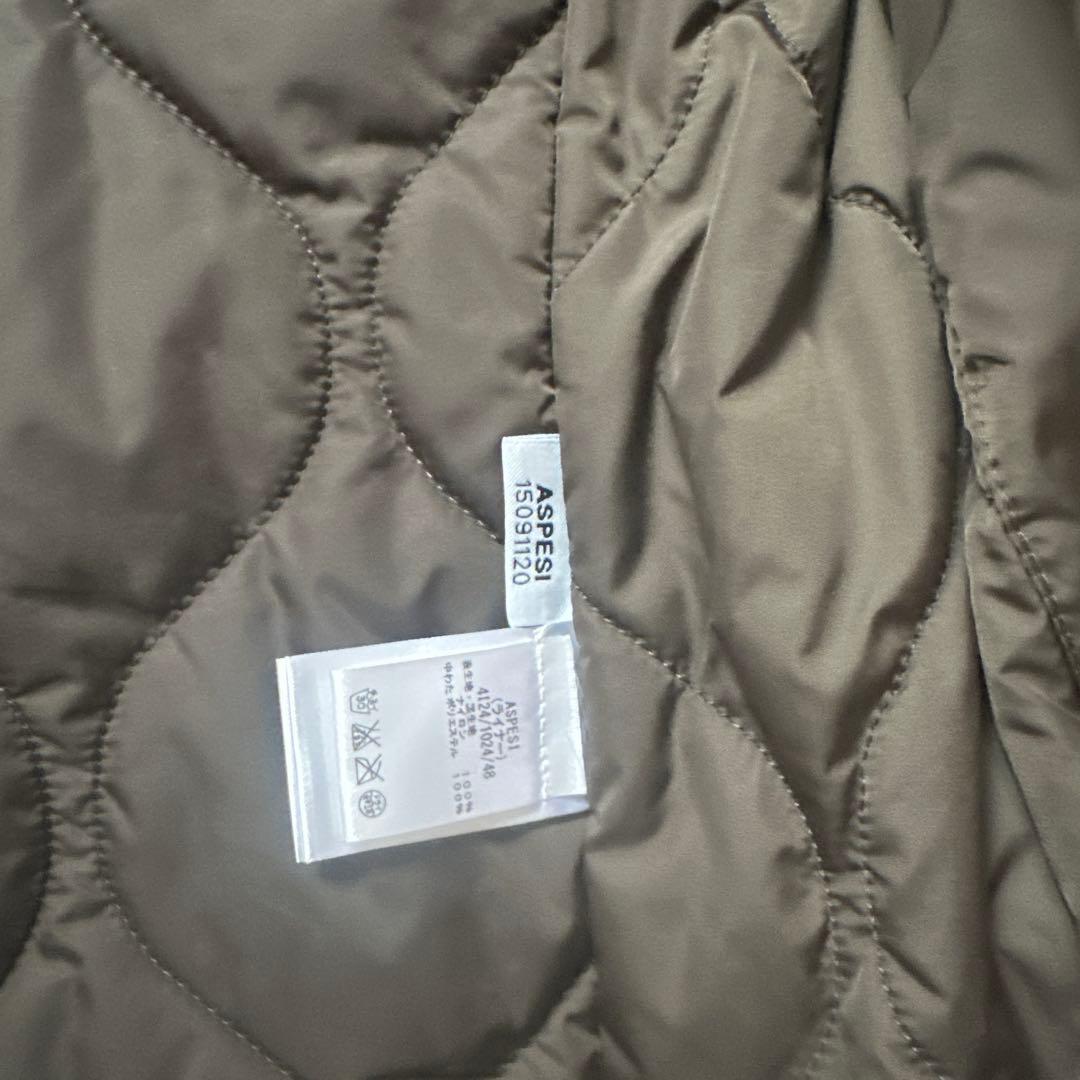 ASPESI
15091120
ASPESI
(ライナー)
4124/1024/48
表生地・裏生地
ナイロン 100%
中わた ポリエステル 100%